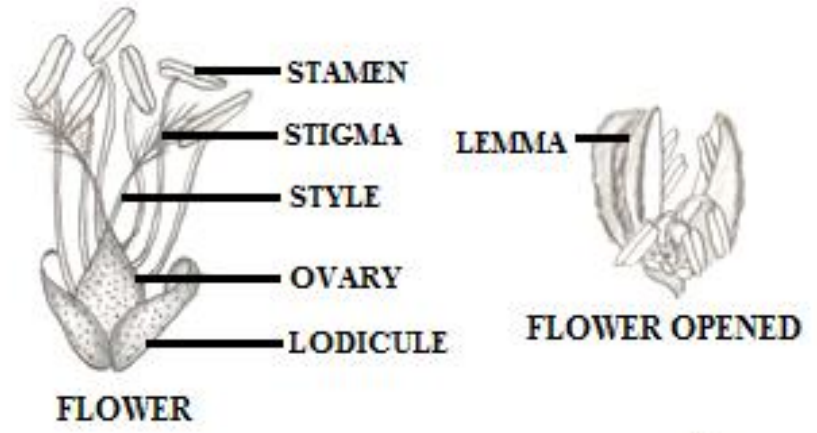 STAMEN
STIGMA
STYLE
OVARY
LODICULE
FLOWER
LEMMA
FLOWER OPENED